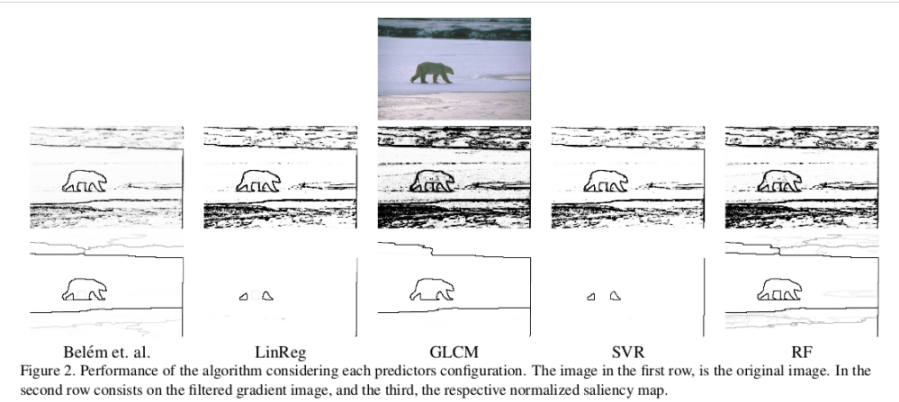 Belém et. al. LinReg GLCM SVR RF
Figure 2. Performance of the algorithm considering each predictors configuration. The image in the first row, is the original image. In the
second row consists on the filtered gradient image, and the third, the respective normalized saliency map.